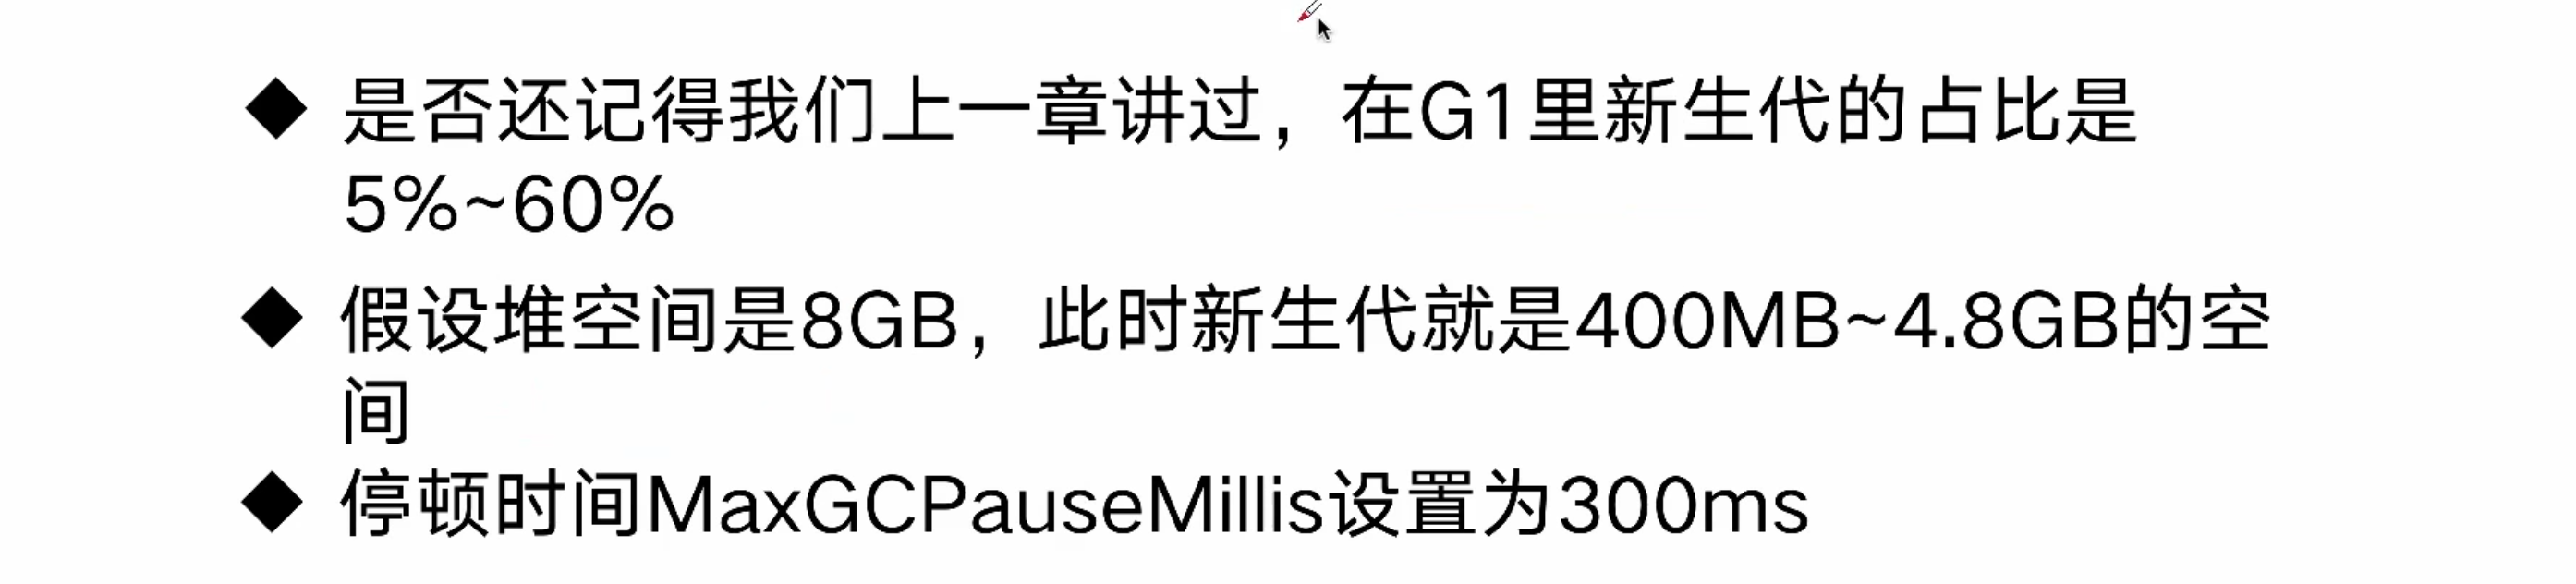 ◆ 是否还记得我们上一章讲过，在G1里新生代的占比是
5%~60%
◆ 假设堆空间是8GB，此时新生代就是400MB~4.8GB的空
间
◆ 停顿时间MaxGCPauseMillis设置为300ms